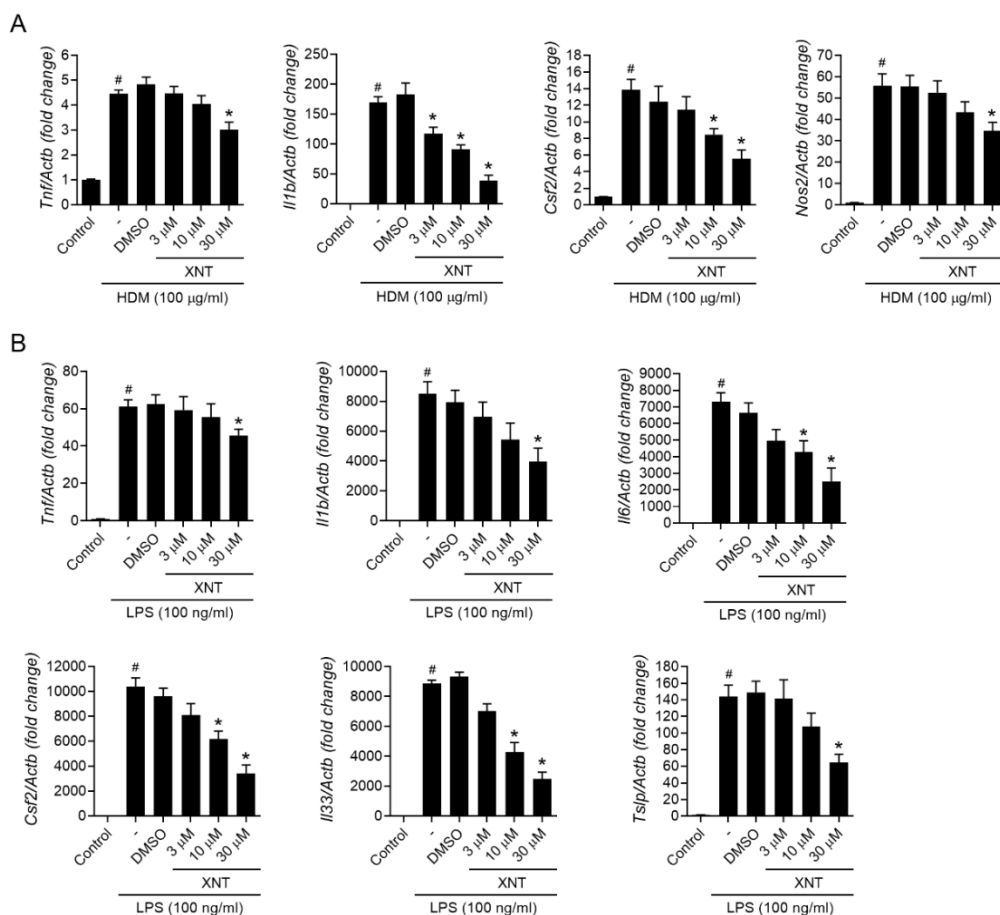 A
Tnf/Actb (fold change)
6
5
4
3
2
1
0
#
*
Control
-
DMSO
3 µM
10 µM
30 µM
XNT
HDM (100 µg/ml)
Il1b/Actb (fold change)
250
200
150
100
50
0
#
*
*
*
Control
-
DMSO
3 µM
10 µM
30 µM
XNT
HDM (100 µg/ml)
Csf2/Actb (fold change)
16
14
12
10
8
6
4
2
0
#
*
*
Control
-
DMSO
3 µM
10 µM
30 µM
XNT
HDM (100 µg/ml)
Nos2/Actb (fold change)
70
60
50
40
30
20
10
0
#
*
Control
-
DMSO
3 µM
10 µM
30 µM
XNT
HDM (100 µg/ml)
B
Tnf/Actb (fold change)
80
60
40
20
0
#
*
Control
-
DMSO
3 µM
10 µM
30 µM
XNT
LPS (100 ng/ml)
Il1b/Actb (fold change)
10000
8000
6000
4000
2000
0
#
*
Control
-
DMSO
3 µM
10 µM
30 µM
XNT
LPS (100 ng/ml)
Il6/Actb (fold change)
9000
8000
7000
6000
5000
4000
3000
2000
1000
0
#
*
*
Control
-
DMSO
3 µM
10 µM
30 µM
XNT
LPS (100 ng/ml)
Csf2/Actb (fold change)
12000
10000
8000
6000
4000
2000
0
#
*
*
Control
-
DMSO
3 µM
10 µM
30 µM
XNT
LPS (100 ng/ml)
Il33/Actb (fold change)
10000
8000
6000
4000
2000
0
#
*
*
Control
-
DMSO
3 µM
10 µM
30 µM
XNT
LPS (100 ng/ml)
Tslp/Actb (fold change)
180
160
140
120
100
80
60
40
20
0
#
*
Control
-
DMSO
3 µM
10 µM
30 µM
XNT
LPS (100 ng/ml)